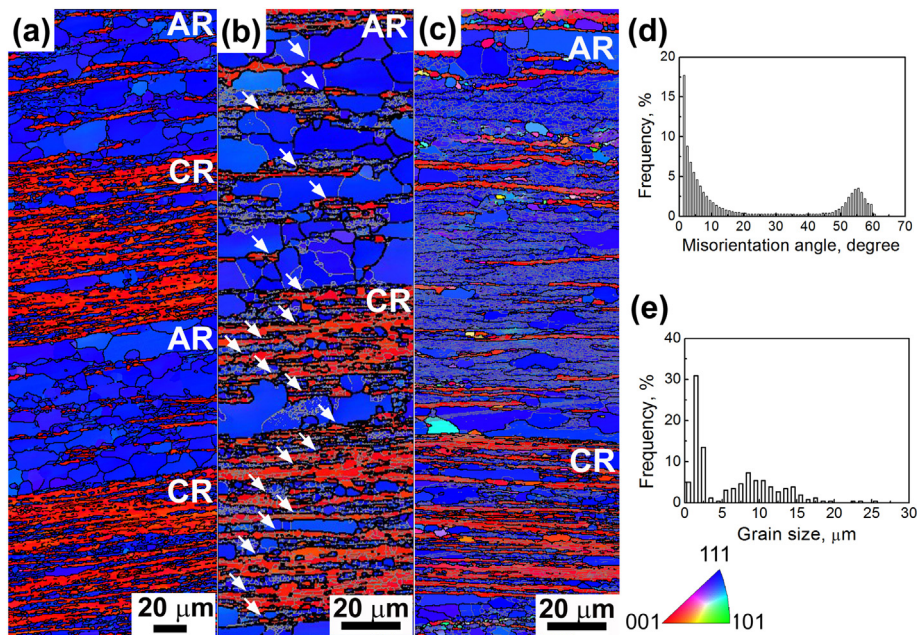 (a) AR
CR
AR
CR
20 μm
(b) AR
CR
20 μm
(c) AR
CR
20 μm
(d)
20
15
10
5
0
Frequency, %
0 10 20 30 40 50 60 70
Misorientation angle, degree
(e)
40
30
20
10
0
Frequency, %
0 5 10 15 20 25 30
Grain size, μm
111
001 101